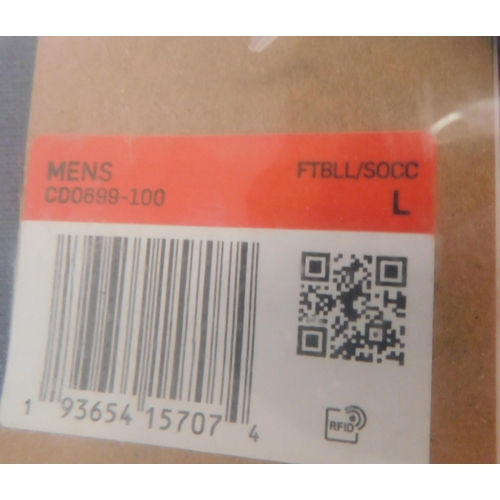 MENS
FTBLL/SOCC
CD0699-100
L
1 93654 15707 4
RFID